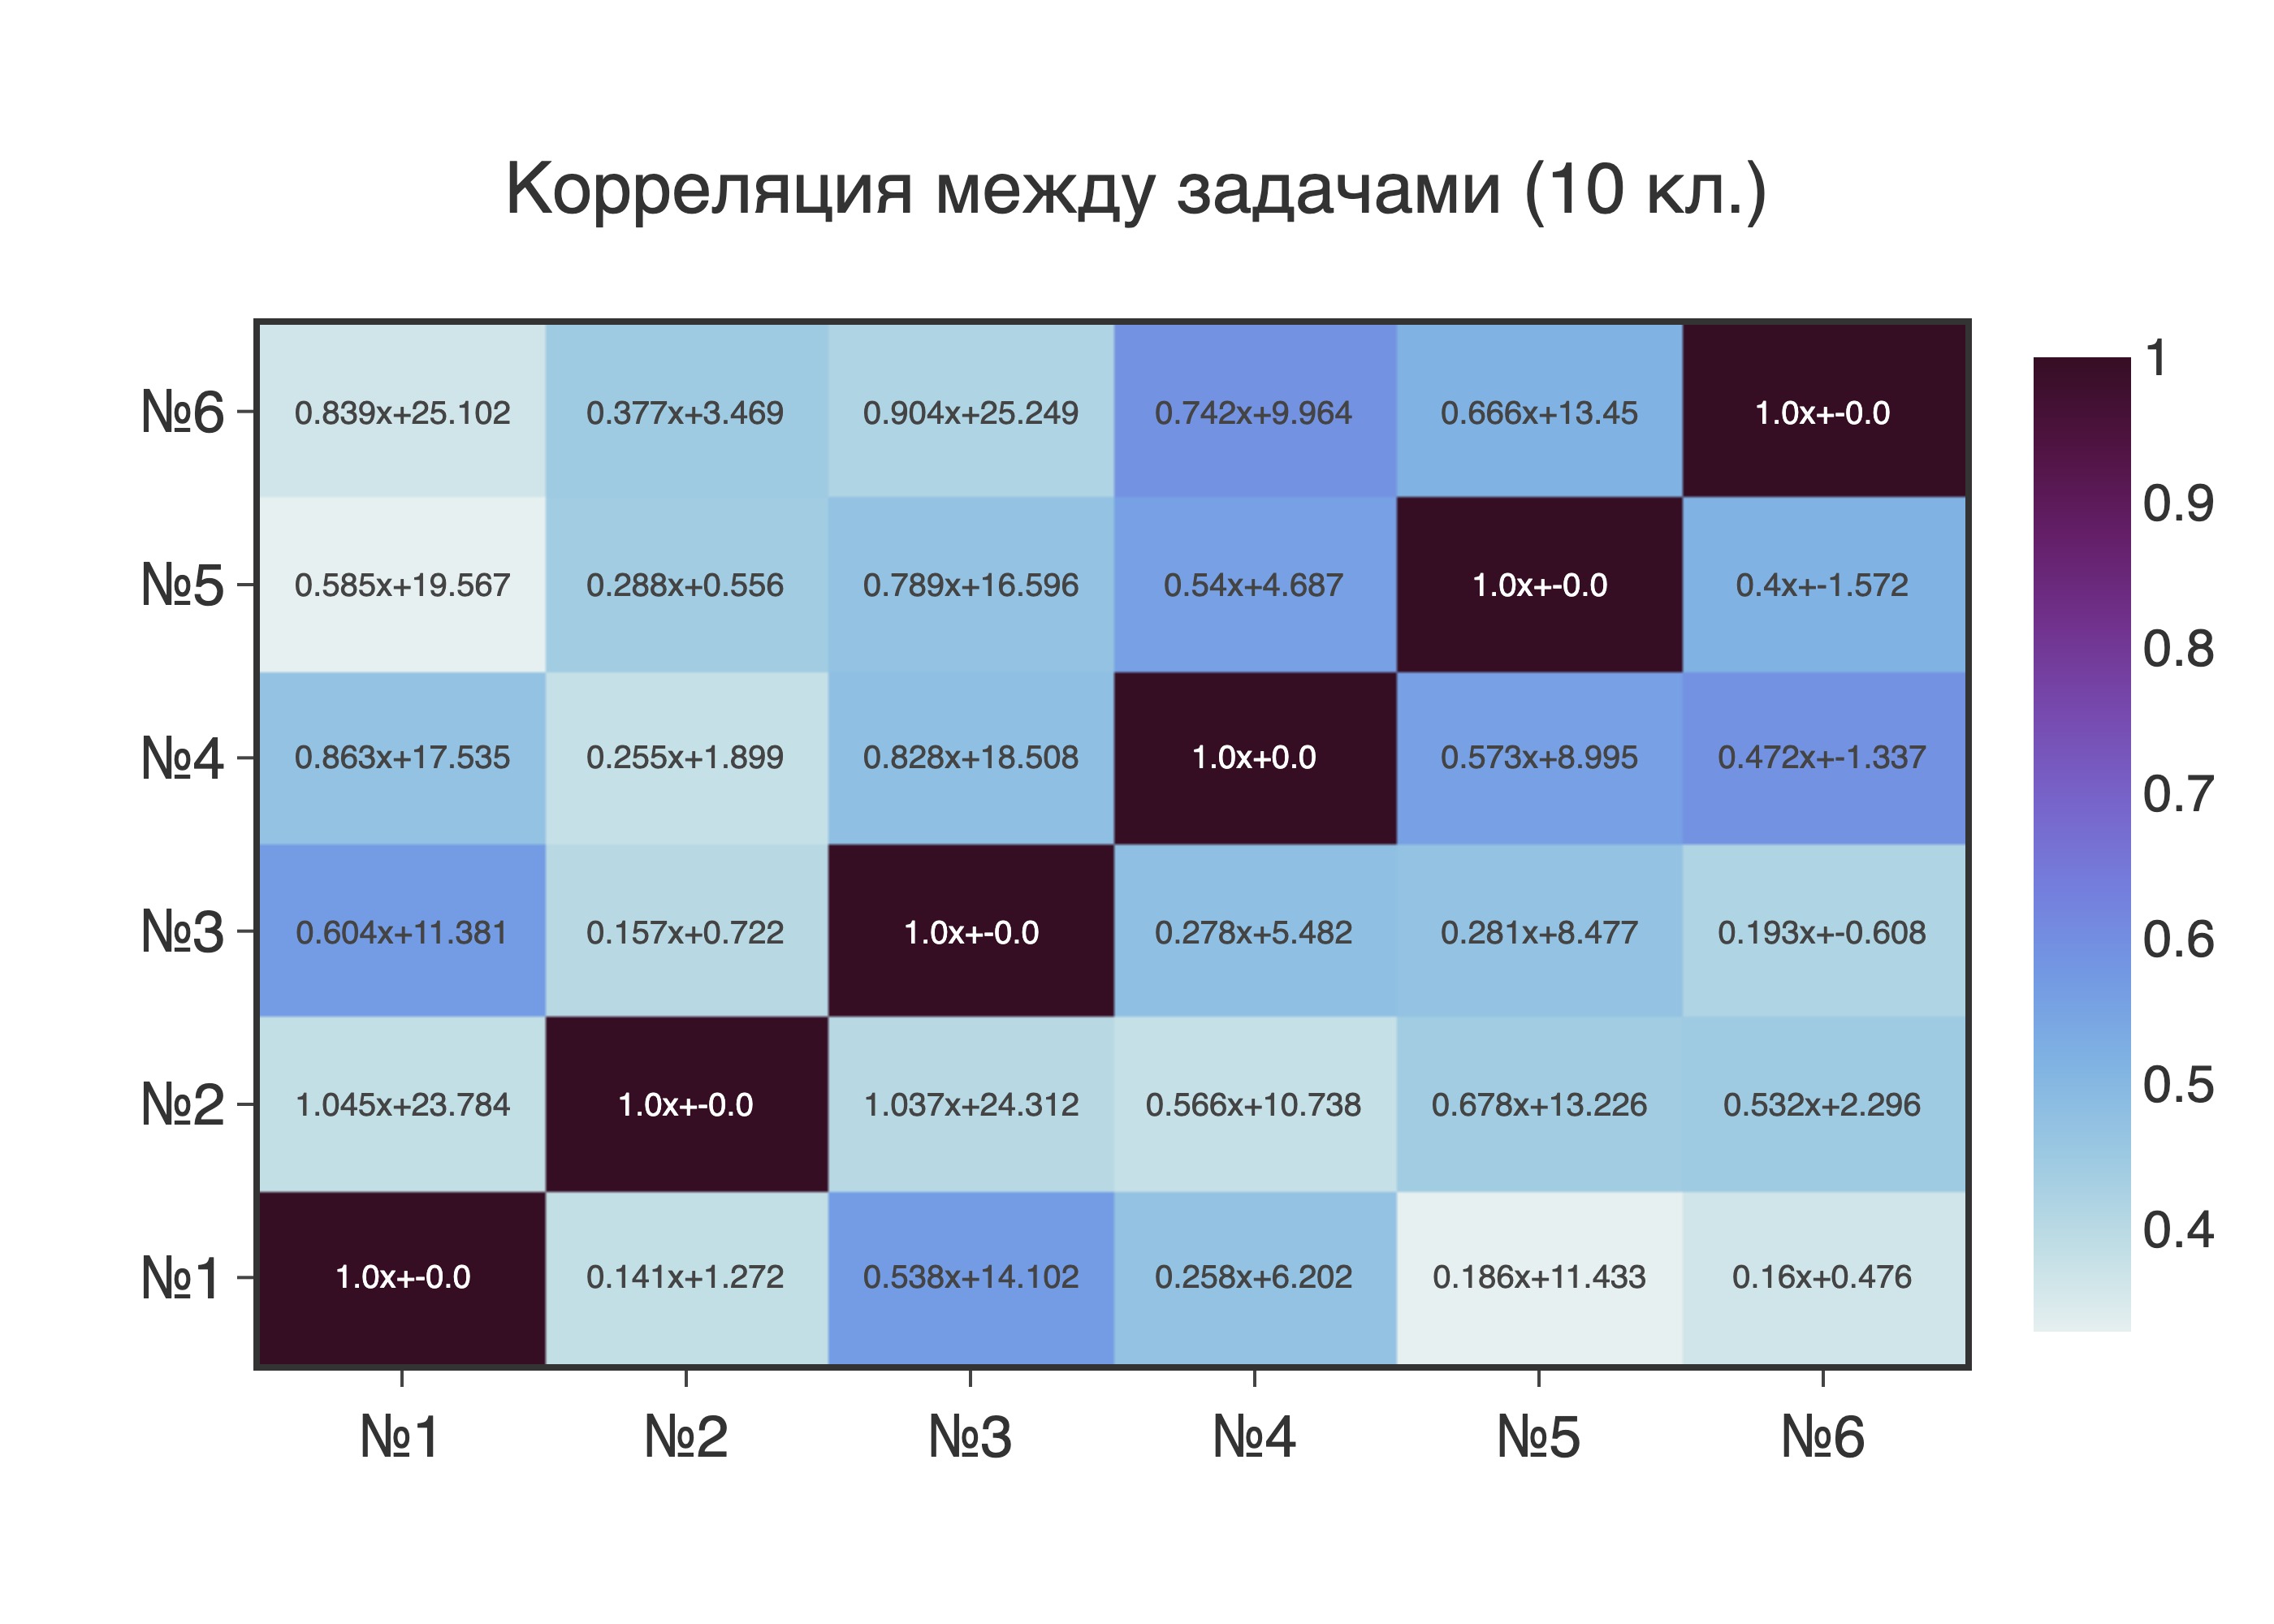 Корреляция между задачами (10 кл.)
№6 0.839x+25.102 0.377x+3.469 0.904x+25.249 0.742x+9.964 0.666x+13.45 1.0x+-0.0
№5 0.585x+19.567 0.288x+0.556 0.789x+16.596 0.54x+4.687 1.0x+-0.0 0.4x+-1.572
№4 0.863x+17.535 0.255x+1.899 0.828x+18.508 1.0x+0.0 0.573x+8.995 0.472x+-1.337
№3 0.604x+11.381 0.157x+0.722 1.0x+-0.0 0.278x+5.482 0.281x+8.477 0.193x+-0.608
№2 1.045x+23.784 1.0x+-0.0 1.037x+24.312 0.566x+10.738 0.678x+13.226 0.532x+2.296
№1 1.0x+-0.0 0.141x+1.272 0.538x+14.102 0.258x+6.202 0.186x+11.433 0.16x+0.476
№1 №2 №3 №4 №5 №6
1
0.9
0.8
0.7
0.6
0.5
0.4